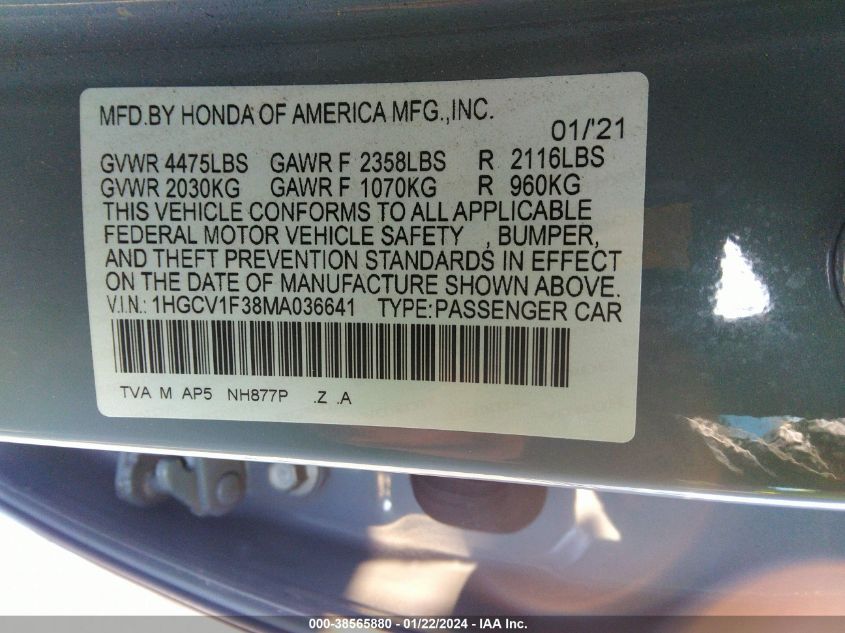 MFD.BY HONDA OF AMERICA MFG.,INC.
01/'21
GVWR 4475LBS GAWR F 2358LBS R 2116LBS
GVWR 2030KG GAWR F 1070KG R 960KG
THIS VEHICLE CONFORMS TO ALL APPLICABLE
FEDERAL MOTOR VEHICLE SAFETY , BUMPER,
AND THEFT PREVENTION STANDARDS IN EFFECT
ON THE DATE OF MANUFACTURE SHOWN ABOVE.
V.I.N.: 1HGCV1F38MA036641 TYPE:PASSENGER CAR
TVA M AP5 NH877P .Z .A
000-38565880 - 01/22/2024 - IAA Inc.